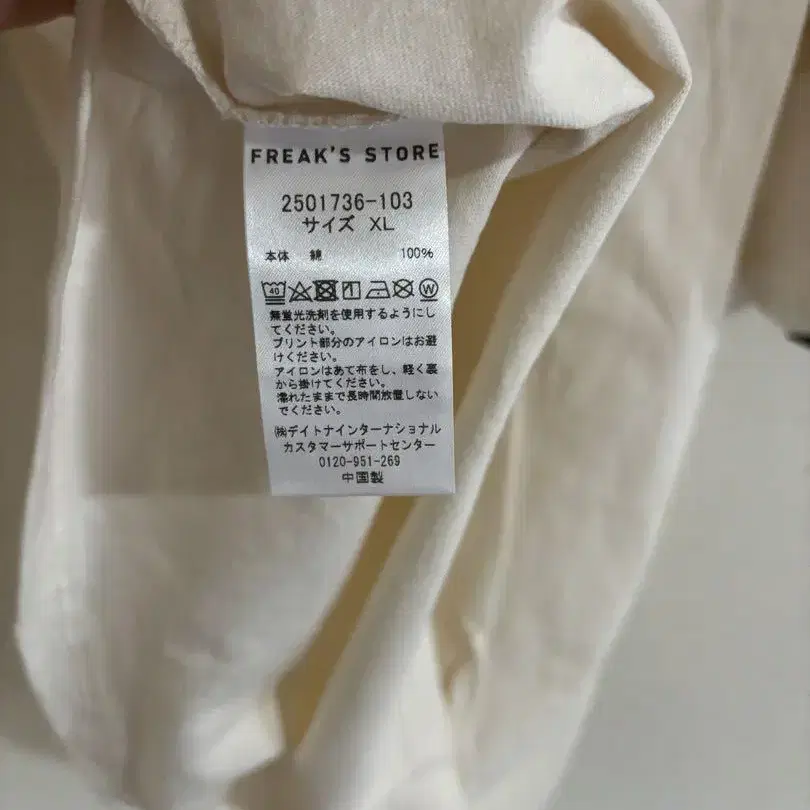 FREAK'S STORE
2501736-103
サイズ XL
本体 綿 100%
40 W
無蛍光洗剤を使用するようにし
てください。
プリント部分のアイロンはお避
けください。
アイロンはあて布をし、軽く裏
から掛けてください。
濡れたままで長時間放置しない
でください。
㈱デイトナインターナショナル
カスタマーサポートセンター
0120-951-269
中国製